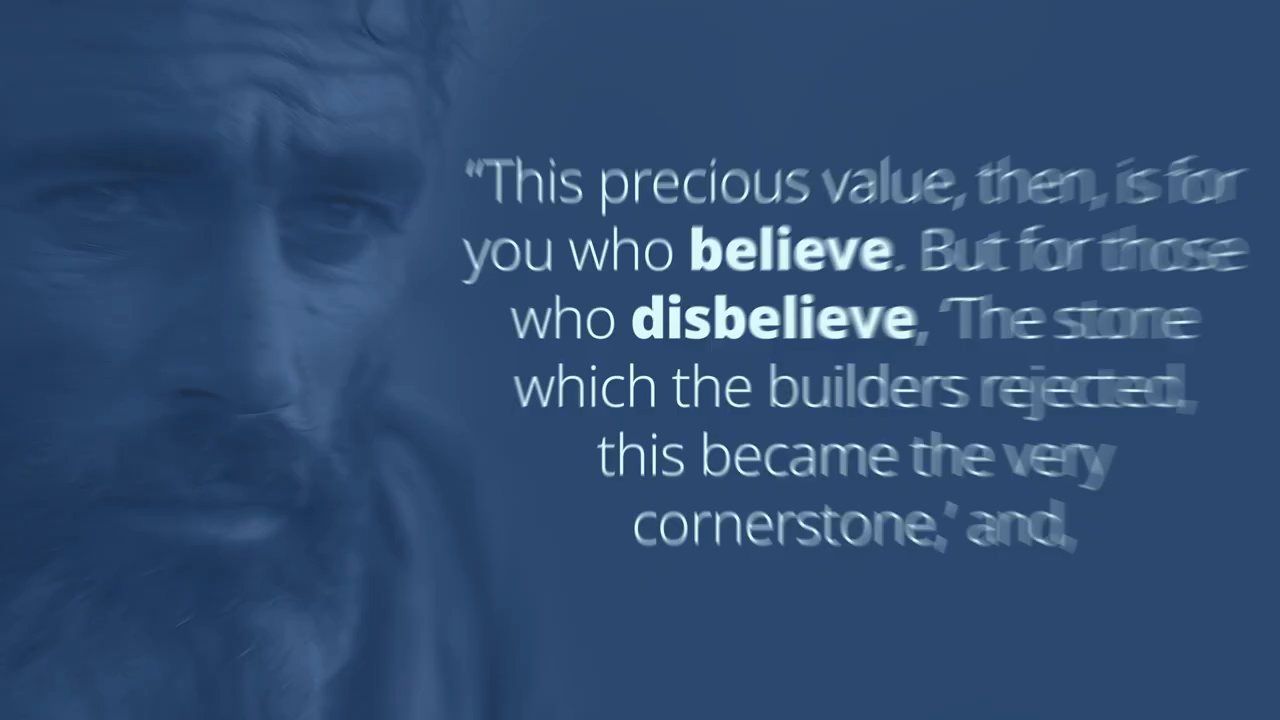 “This precious value, then, is for
you who believe. But for those
who disbelieve, ‘The stone
which the builders rejected,
this became the very
cornerstone,’ and,